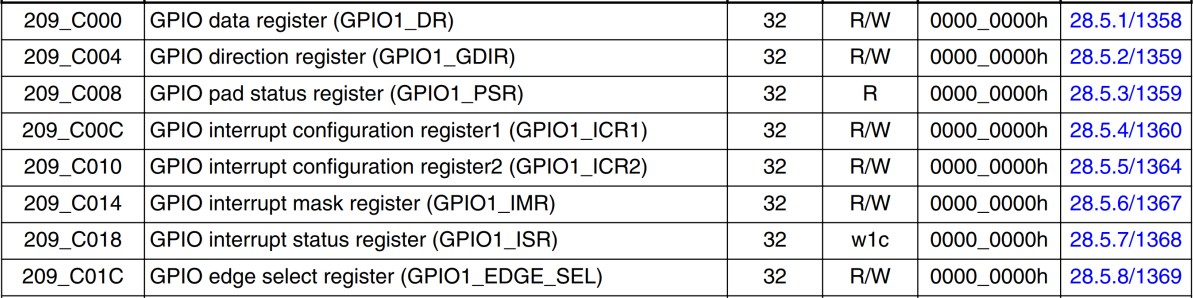 209_C000 GPIO data register (GPIO1_DR) 32 R/W 0000_0000h 28.5.1/1358
209_C004 GPIO direction register (GPIO1_GDIR) 32 R/W 0000_0000h 28.5.2/1359
209_C008 GPIO pad status register (GPIO1_PSR) 32 R 0000_0000h 28.5.3/1359
209_C00C GPIO interrupt configuration register1 (GPIO1_ICR1) 32 R/W 0000_0000h 28.5.4/1360
209_C010 GPIO interrupt configuration register2 (GPIO1_ICR2) 32 R/W 0000_0000h 28.5.5/1364
209_C014 GPIO interrupt mask register (GPIO1_IMR) 32 R/W 0000_0000h 28.5.6/1367
209_C018 GPIO interrupt status register (GPIO1_ISR) 32 w1c 0000_0000h 28.5.7/1368
209_C01C GPIO edge select register (GPIO1_EDGE_SEL) 32 R/W 0000_0000h 28.5.8/1369